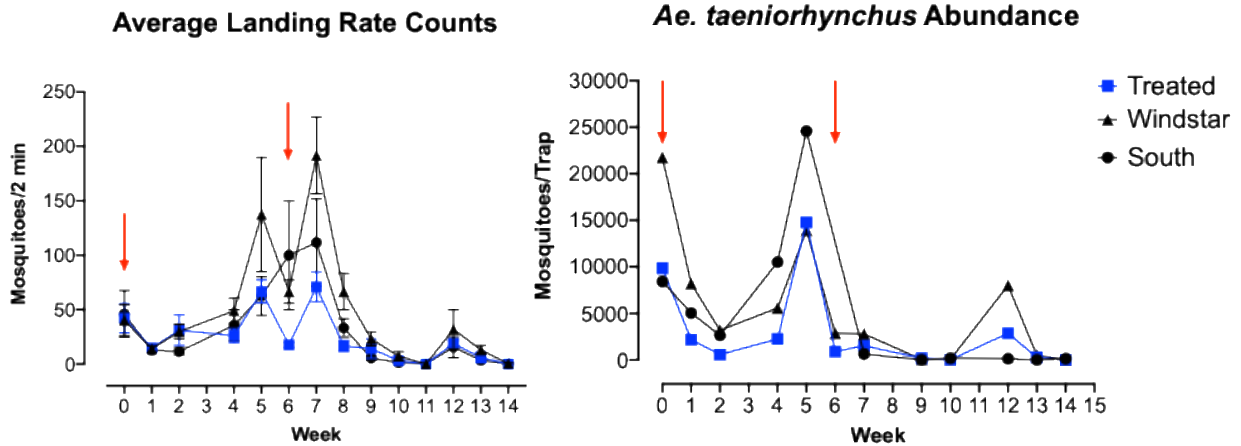 Average Landing Rate Counts
Mosquitoes/2 min
250
200
150
100
50
0
0 1 2 3 4 5 6 7 8 9 10 11 12 13 14
Week
Ae. taeniorhynchus Abundance
Mosquitoes/Trap
30000
25000
20000
15000
10000
5000
0
0 1 2 3 4 5 6 7 8 9 10 11 12 13 14 15
Week
Treated
Windstar
South